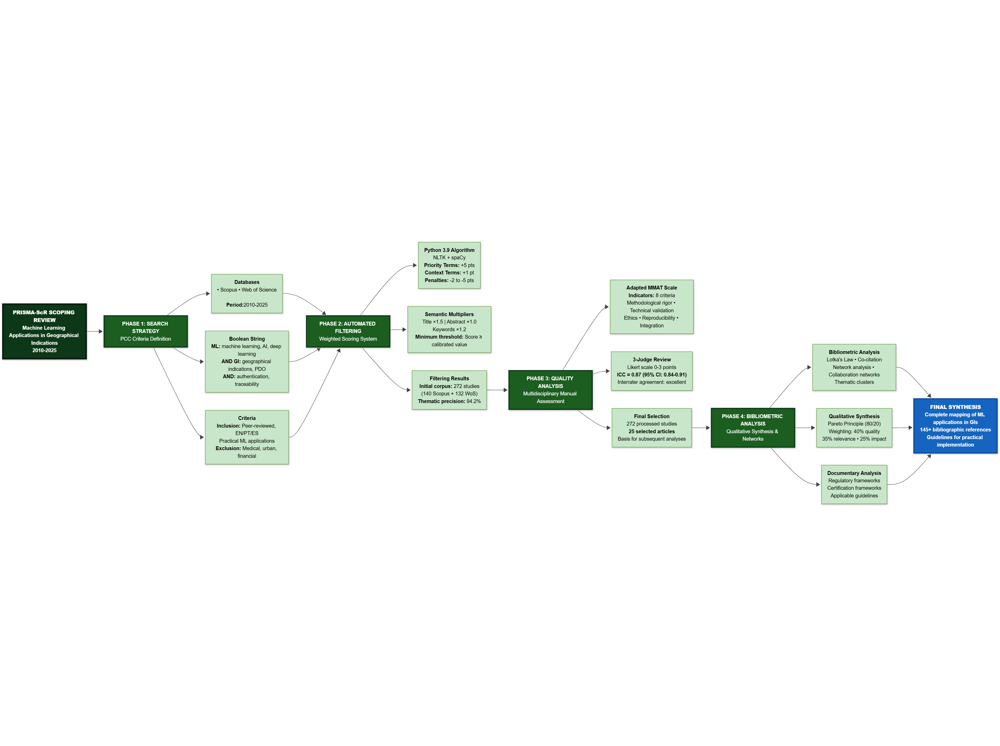 PRISMA-ScR SCOPING
REVIEW
Machine Learning
Applications in Geographical
Indications
2010-2025
PHASE 1: SEARCH
STRATEGY
PCC Criteria Definition
Databases
• Scopus • Web of Science
Period:2010-2025
Boolean String
ML: machine learning, AI, deep
learning
AND GI: geographical
indications, PDO
AND: authentication,
traceability
Criteria
Inclusion: Peer-reviewed,
EN/PT/ES
Practical ML applications
Exclusion: Medical, urban,
financial
PHASE 2: AUTOMATED
FILTERING
Weighted Scoring System
Python 3.9 Algorithm
NLTK + spaCy
Priority Terms: +5 pts
Context Terms: +1 pt
Penalties: -2 to -5 pts
Semantic Multipliers
Title ×1.5 | Abstract ×1.0
Keywords ×1.2
Minimum threshold: Score ≥
calibrated value
Filtering Results
Initial corpus: 272 studies
(140 Scopus + 132 WoS)
Thematic precision: 94.2%
PHASE 3: QUALITY
ANALYSIS
Multidisciplinary Manual
Assessment
Adapted MMAT Scale
Indicators: 8 criteria
Methodological rigor •
Technical validation
Ethics • Reproducibility •
Integration
3-Judge Review
Likert scale 0-3 points
ICC = 0.87 (95% CI: 0.84-0.91)
Interrater agreement: excellent
Final Selection
272 processed studies
25 selected articles
Basis for subsequent analyses
PHASE 4: BIBLIOMETRIC
ANALYSIS
Qualitative Synthesis &
Networks
Bibliometric Analysis
Lotka's Law • Co-citation
Network analysis •
Collaboration networks
Thematic clusters
Qualitative Synthesis
Pareto Principle (80/20)
Weighting: 40% quality
35% relevance • 25% impact
Documentary Analysis
Regulatory frameworks
Certification frameworks
Applicable guidelines
FINAL SYNTHESIS
Complete mapping of ML
applications in GIs
145+ bibliographic references
Guidelines for practical
implementation